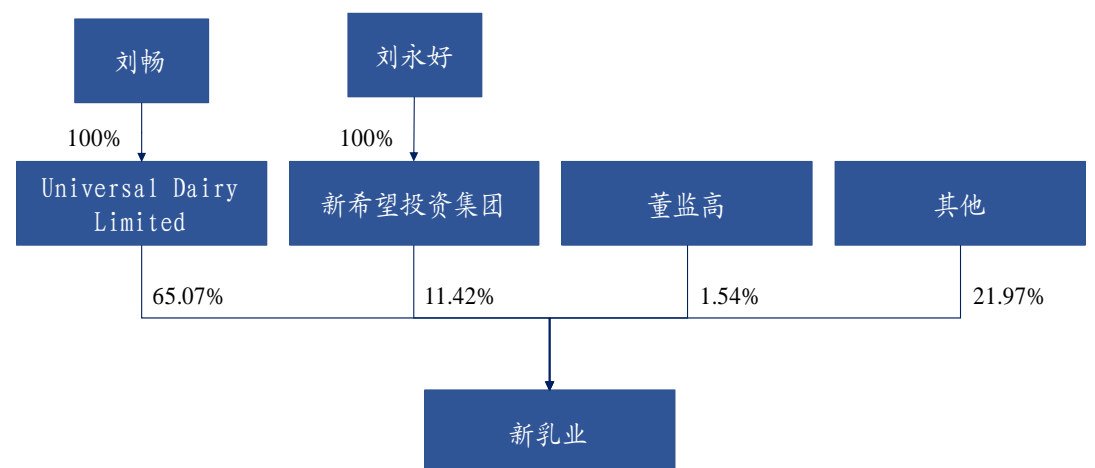 刘畅
刘永好
100%
100%
Universal Dairy
Limited
新希望投资集团
董监高
其他
65.07%
11.42%
1.54%
21.97%
新乳业